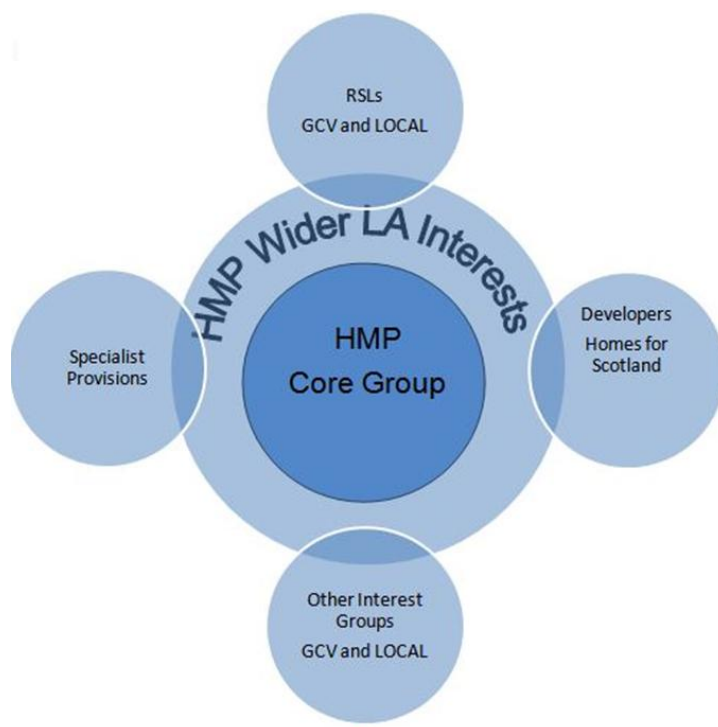 RSLs
GCV and LOCAL
HMP Wider LA Interests
HMP
Core Group
Specialist
Provisions
Developers
Homes for
Scotland
Other Interest
Groups
GCV and LOCAL